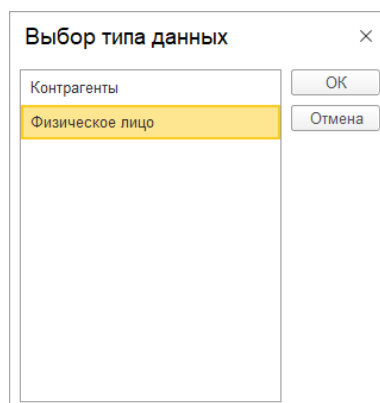 Выбор типа данных
Контрагенты
ОК
Физическое лицо
Отмена